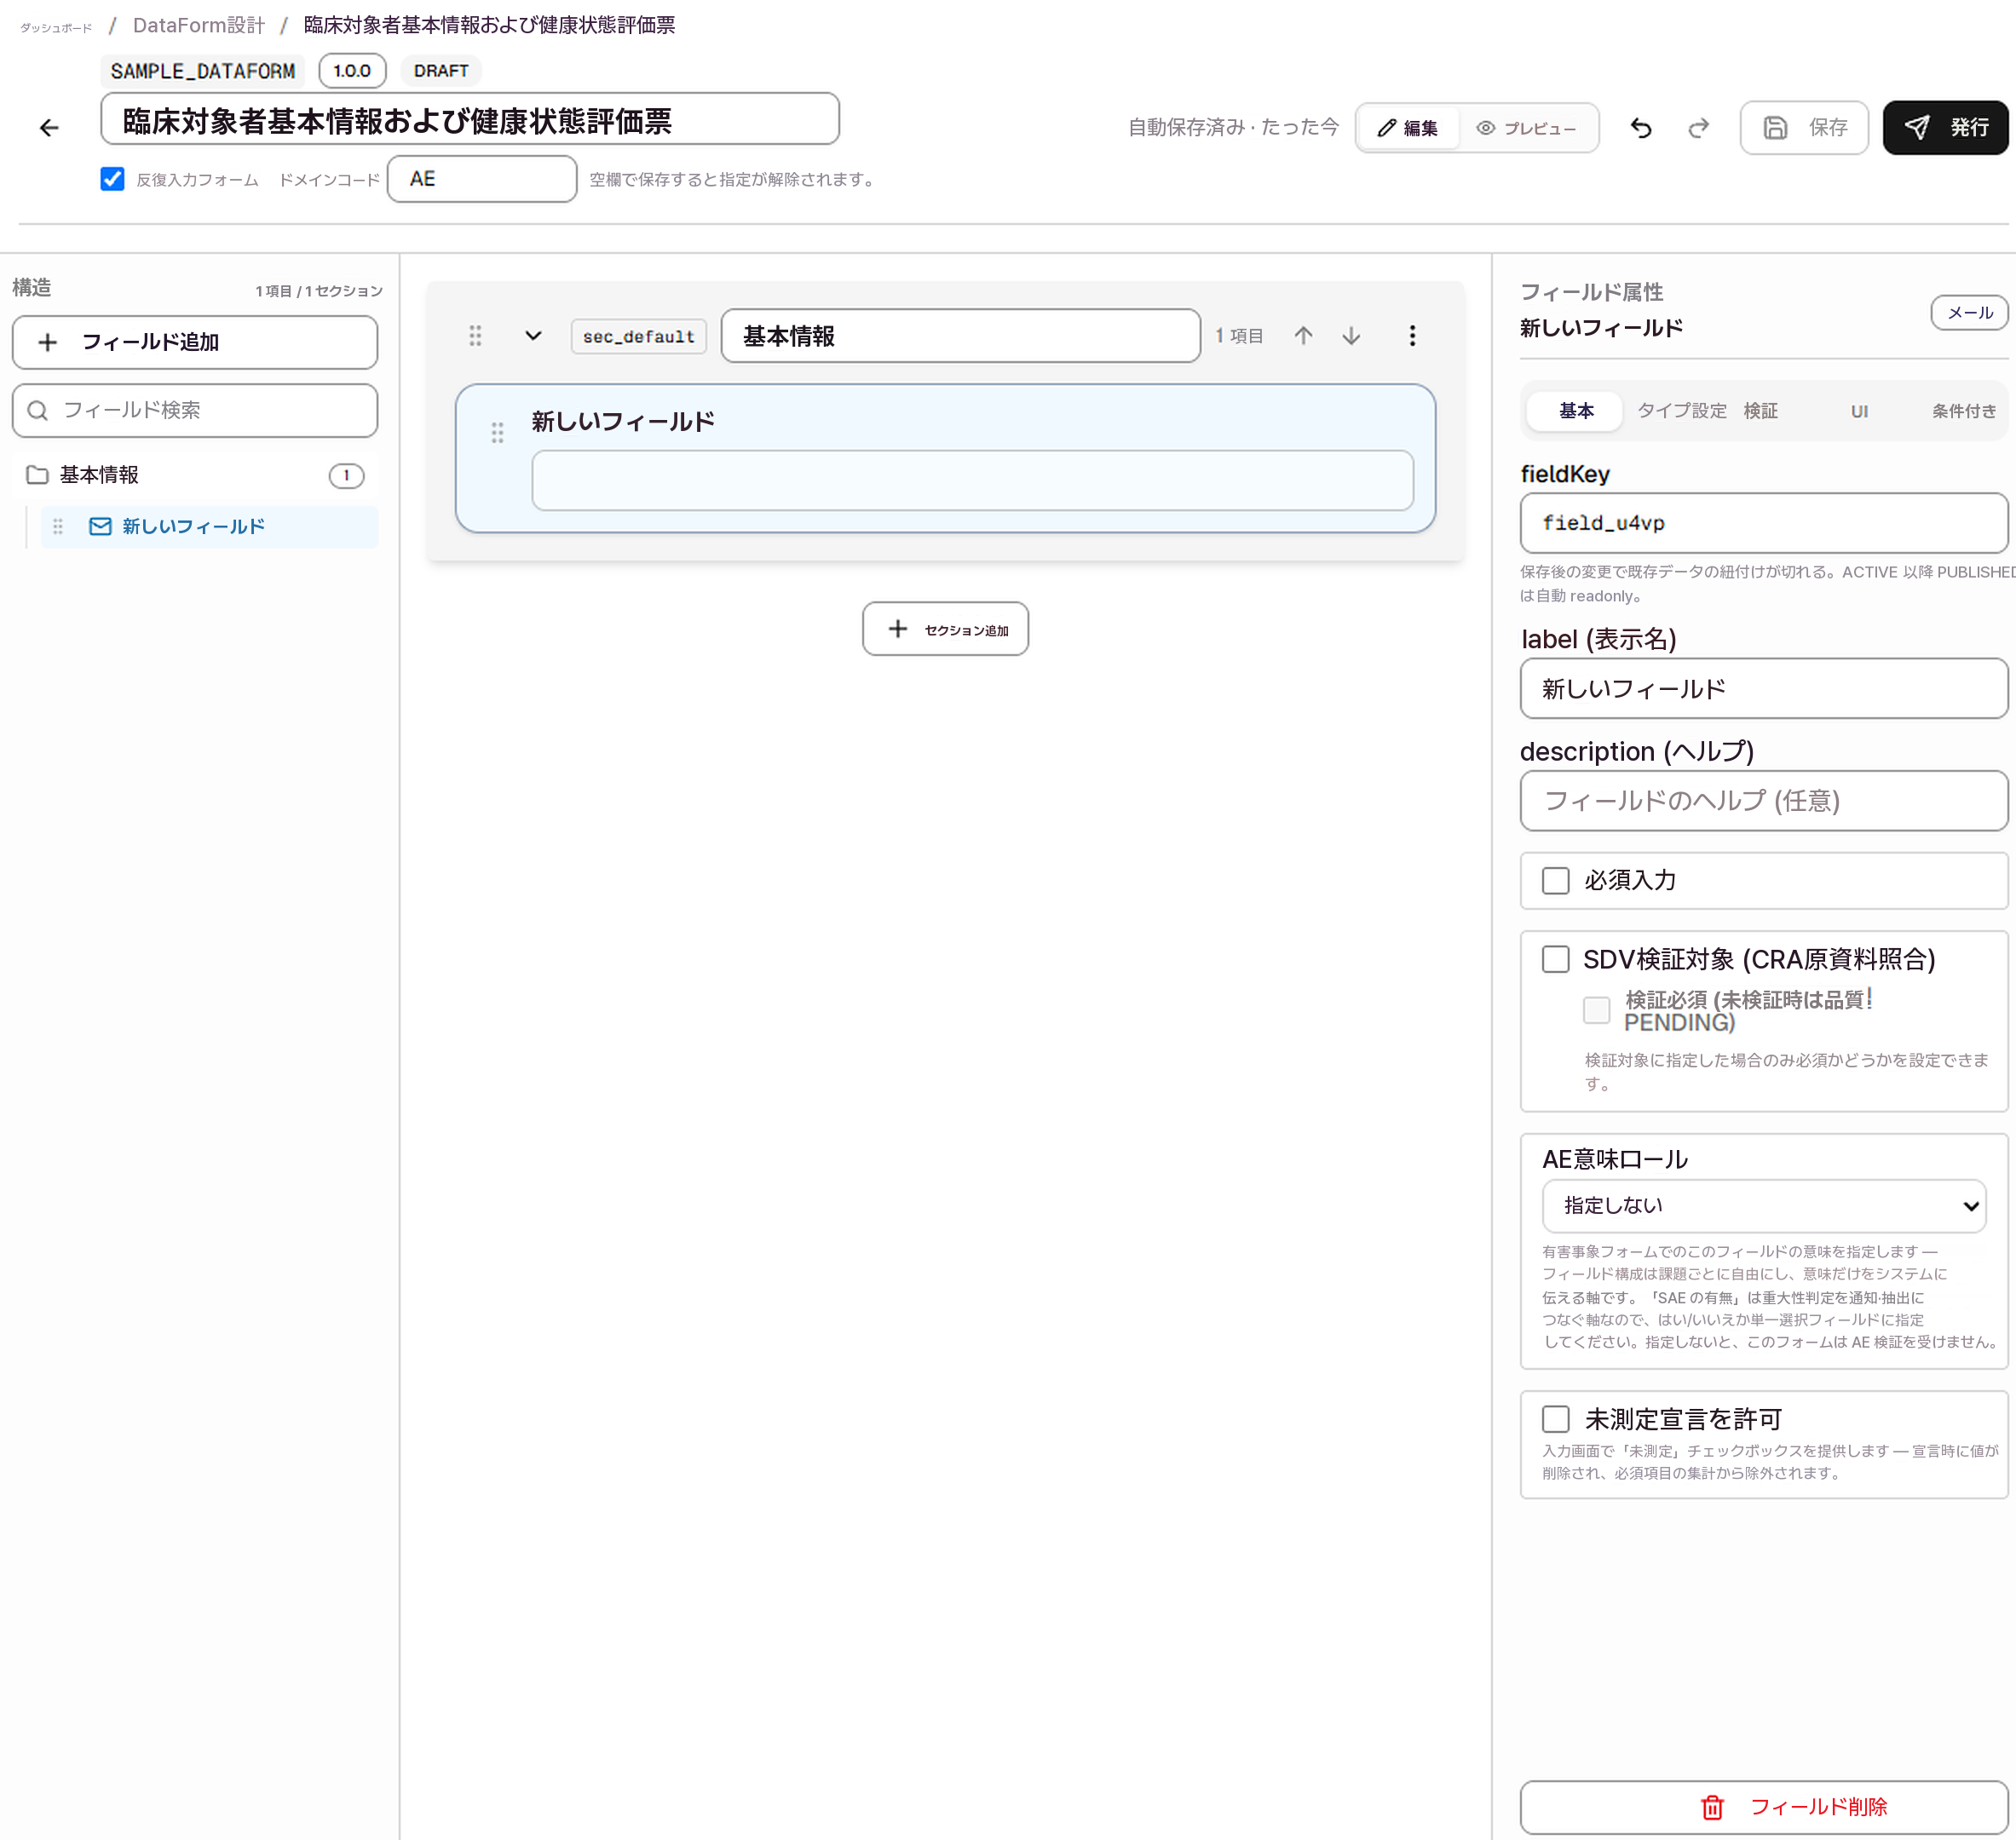 ダッシュボード / DataForm設計 / 臨床対象者基本情報および健康状態評価票
SAMPLE_DATAFORM 1.0.0 DRAFT
臨床対象者基本情報および健康状態評価票
自動保存済み · たった今 編集 プレビュー 保存 発行
反復入力フォーム ドメインコード AE 空欄で保存すると指定が解除されます。
構造 1 項目 / 1 セクション
フィールド追加
フィールド検索
基本情報 1
新しいフィールド
sec_default 基本情報 1 項目
新しいフィールド
セクション追加
フィールド属性
新しいフィールド
メール
基本 タイプ設定 検証 UI 条件付き
fieldKey
field_u4vp
保存後の変更で既存データの紐付けが切れる。ACTIVE 以降 PUBLISHED
は自動 readonly。
label (表示名)
新しいフィールド
description (ヘルプ)
フィールドのヘルプ (任意)
必須入力
SDV検証対象 (CRA原資料照合)
検証必須 (未検証時は品質!
PENDING)
検証対象に指定した場合のみ必須かどうかを設定できま
す。
AE意味ロール
指定しない
有害事象フォームでのこのフィールドの意味を指定します —
フィールド構成は課題ごとに自由にし、意味だけをシステムに
伝える軸です。「SAE の有無」は重大性判定を通知·抽出に
つなぐ軸なので、はい/いいえか単一選択フィールドに指定
してください。指定しないと、このフォームは AE 検証を受けません。
未測定宣言を許可
入力画面で「未測定」チェックボックスを提供します — 宣言時に値が
削除され、必須項目の集計から除外されます。
フィールド削除